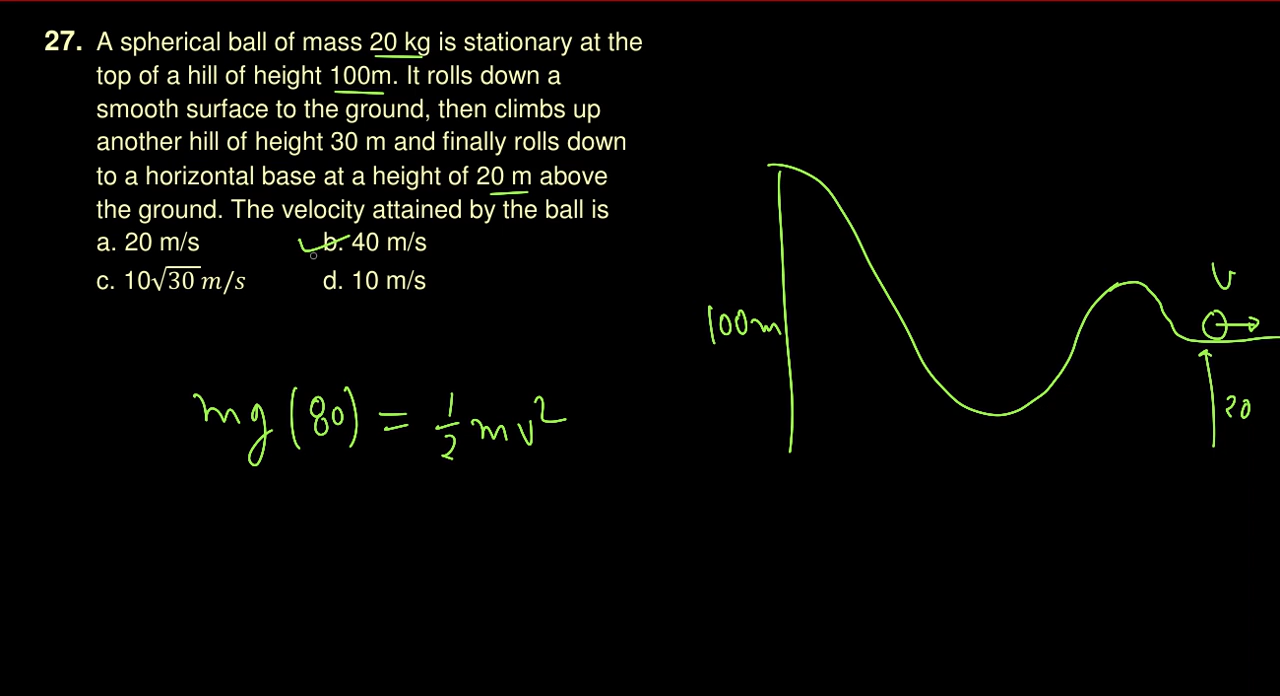 27. A spherical ball of mass 20 kg is stationary at the
top of a hill of height 100m. It rolls down a
smooth surface to the ground, then climbs up
another hill of height 30 m and finally rolls down
to a horizontal base at a height of 20 m above
the ground. The velocity attained by the ball is
a. 20 m/s b. 40 m/s
c. 10√30 m/s d. 10 m/s
v
100m
20
mg(80) = 1/2 mv²